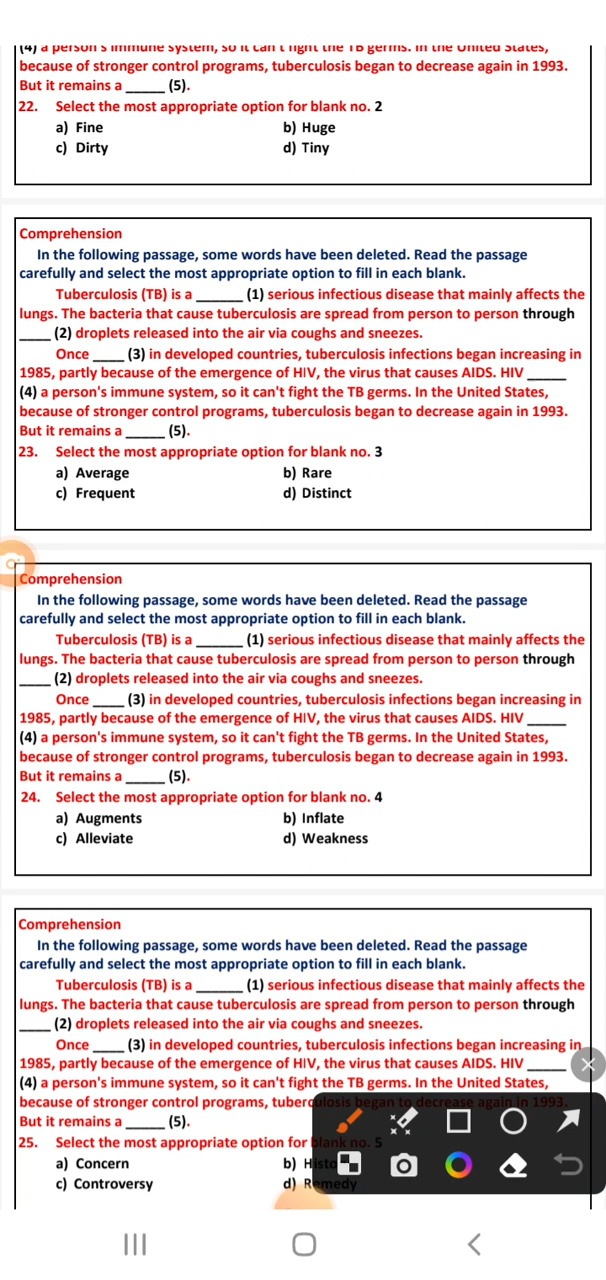 (4) a person's immune system, so it can't fight the TB germs. In the United States,
because of stronger control programs, tuberculosis began to decrease again in 1993.
But it remains a _____ (5).
22. Select the most appropriate option for blank no. 2
a) Fine b) Huge
c) Dirty d) Tiny
Comprehension
In the following passage, some words have been deleted. Read the passage
carefully and select the most appropriate option to fill in each blank.
Tuberculosis (TB) is a ______ (1) serious infectious disease that mainly affects the
lungs. The bacteria that cause tuberculosis are spread from person to person through
____ (2) droplets released into the air via coughs and sneezes.
Once ____ (3) in developed countries, tuberculosis infections began increasing in
1985, partly because of the emergence of HIV, the virus that causes AIDS. HIV _____
(4) a person's immune system, so it can't fight the TB germs. In the United States,
because of stronger control programs, tuberculosis began to decrease again in 1993.
But it remains a _____ (5).
23. Select the most appropriate option for blank no. 3
a) Average b) Rare
c) Frequent d) Distinct
Comprehension
In the following passage, some words have been deleted. Read the passage
carefully and select the most appropriate option to fill in each blank.
Tuberculosis (TB) is a ______ (1) serious infectious disease that mainly affects the
lungs. The bacteria that cause tuberculosis are spread from person to person through
____ (2) droplets released into the air via coughs and sneezes.
Once ____ (3) in developed countries, tuberculosis infections began increasing in
1985, partly because of the emergence of HIV, the virus that causes AIDS. HIV _____
(4) a person's immune system, so it can't fight the TB germs. In the United States,
because of stronger control programs, tuberculosis began to decrease again in 1993.
But it remains a _____ (5).
24. Select the most appropriate option for blank no. 4
a) Augments b) Inflate
c) Alleviate d) Weakness
Comprehension
In the following passage, some words have been deleted. Read the passage
carefully and select the most appropriate option to fill in each blank.
Tuberculosis (TB) is a ______ (1) serious infectious disease that mainly affects the
lungs. The bacteria that cause tuberculosis are spread from person to person through
____ (2) droplets released into the air via coughs and sneezes.
Once ____ (3) in developed countries, tuberculosis infections began increasing in
1985, partly because of the emergence of HIV, the virus that causes AIDS. HIV _____
(4) a person's immune system, so it can't fight the TB germs. In the United States,
because of stronger control programs, tuberculosis began to decrease again in 1993.
But it remains a _____ (5).
25. Select the most appropriate option for blank no. 5
a) Concern b)
c) Controversy d) Remedy